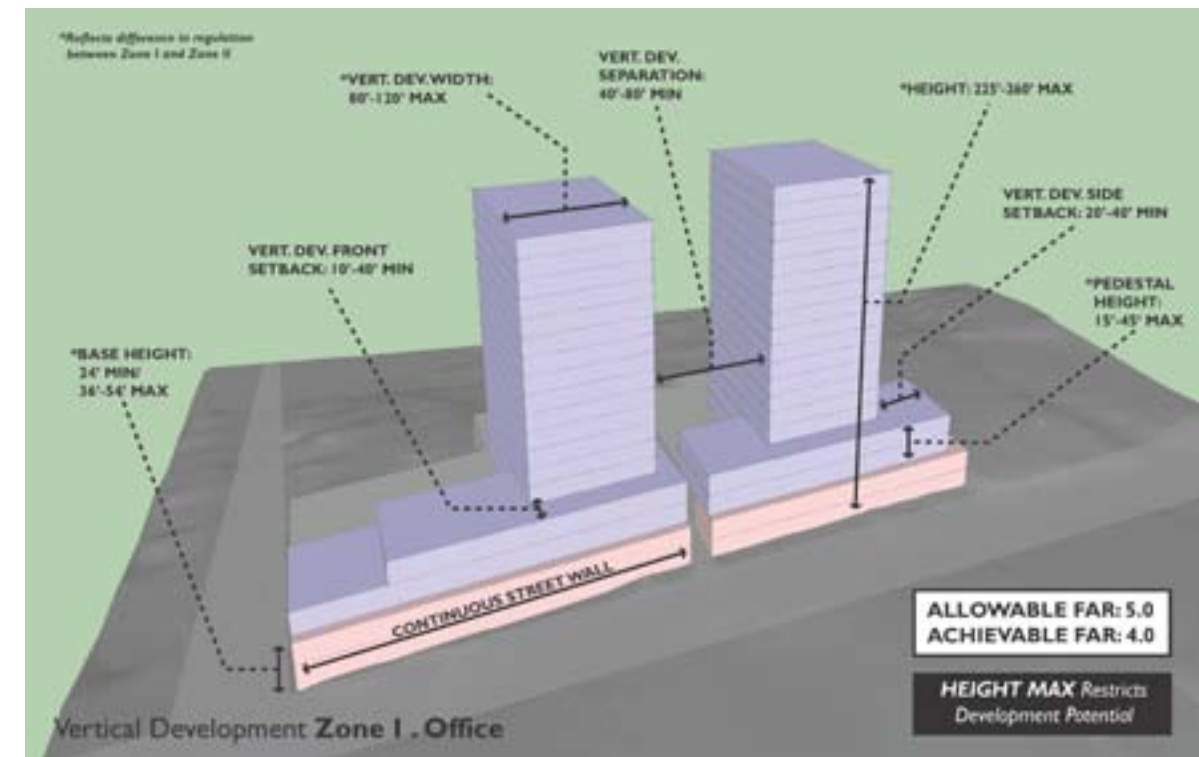 *Reflects difference in regulation
between Zone I and Zone II
*VERT. DEV. WIDTH:
80'-120' MAX
VERT. DEV.
SEPARATION:
40'-80' MIN
*HEIGHT: 225'-260' MAX
VERT. DEV. SIDE
SETBACK: 20'-40' MIN
VERT. DEV. FRONT
SETBACK: 10'-40' MIN
*PEDESTAL
HEIGHT:
15'-45' MAX
*BASE HEIGHT:
24' MIN/
36'-54' MAX
CONTINUOUS STREET WALL
ALLOWABLE FAR: 5.0
ACHIEVABLE FAR: 4.0
HEIGHT MAX Restricts
Development Potential
Vertical Development Zone I . Office